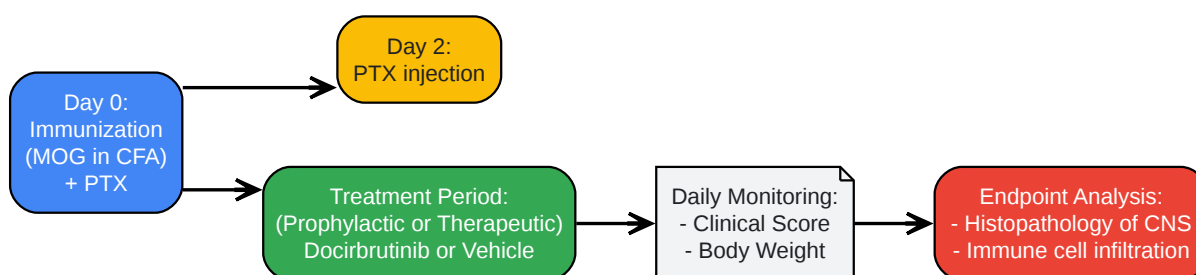 Day 0:
Immunization
(MOG in CFA)
+ PTX
Day 2:
PTX injection
Treatment Period:
(Prophylactic or Therapeutic)
Docirbrutinib or Vehicle
Daily Monitoring:
- Clinical Score
- Body Weight
Endpoint Analysis:
- Histopathology of CNS
- Immune cell infiltration